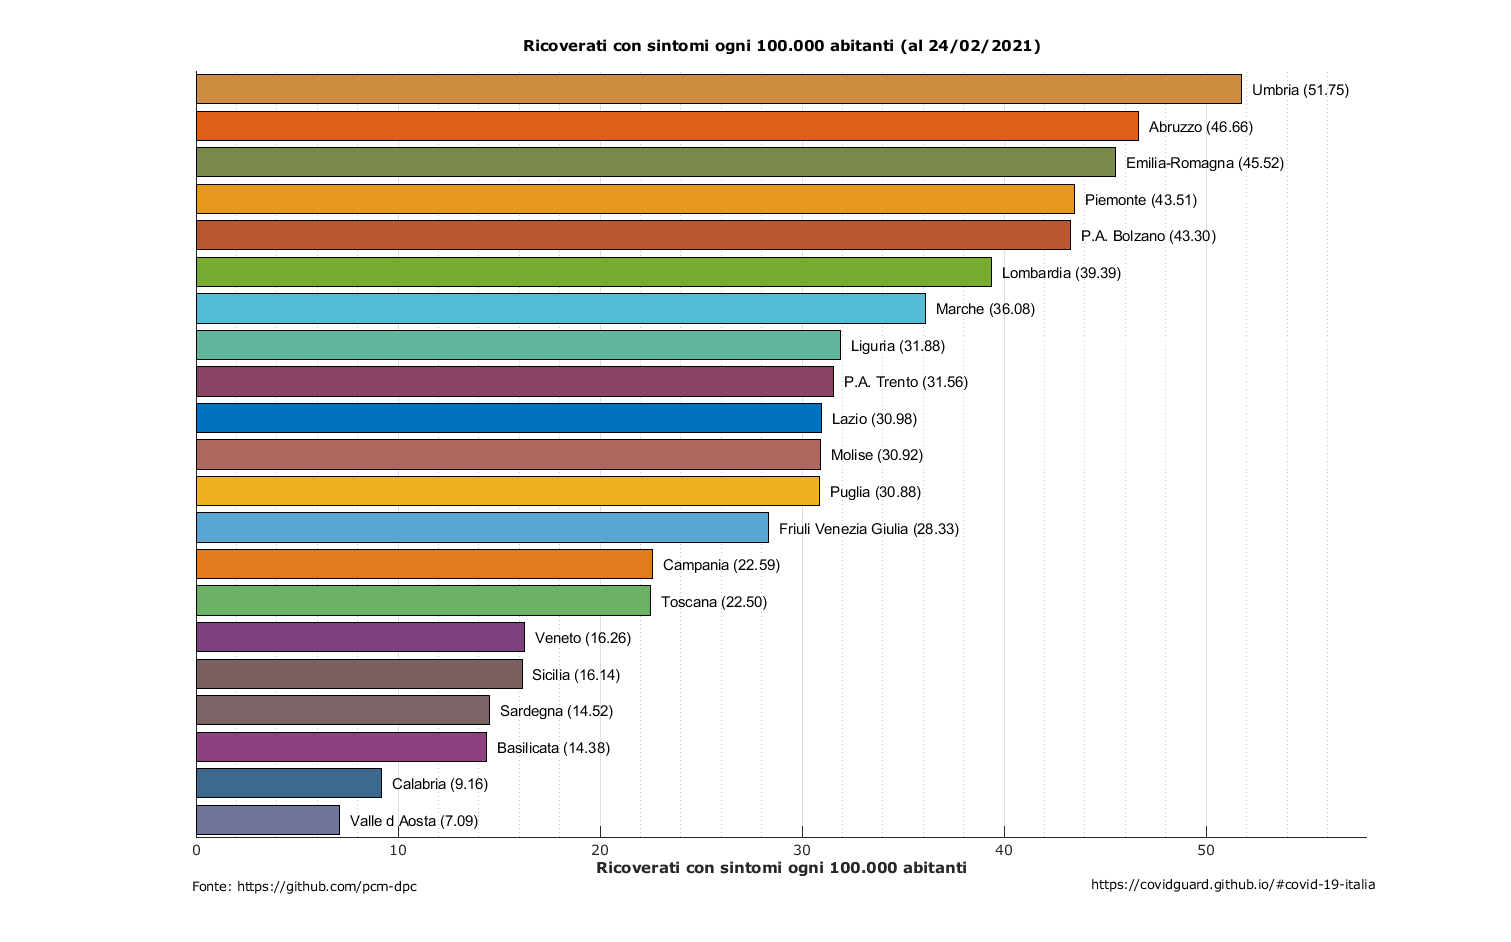 Ricoverati con sintomi ogni 100.000 abitanti (al 24/02/2021)
Umbria (51.75)
Abruzzo (46.66)
Emilia-Romagna (45.52)
Piemonte (43.51)
P.A. Bolzano (43.30)
Lombardia (39.39)
Marche (36.08)
Liguria (31.88)
P.A. Trento (31.56)
Lazio (30.98)
Molise (30.92)
Puglia (30.88)
Friuli Venezia Giulia (28.33)
Campania (22.59)
Toscana (22.50)
Veneto (16.26)
Sicilia (16.14)
Sardegna (14.52)
Basilicata (14.38)
Calabria (9.16)
Valle d Aosta (7.09)
0 10 20 30 40 50
Ricoverati con sintomi ogni 100.000 abitanti
Fonte: https://github.com/pcm-dpc
https://covidguard.github.io/#covid-19-italia